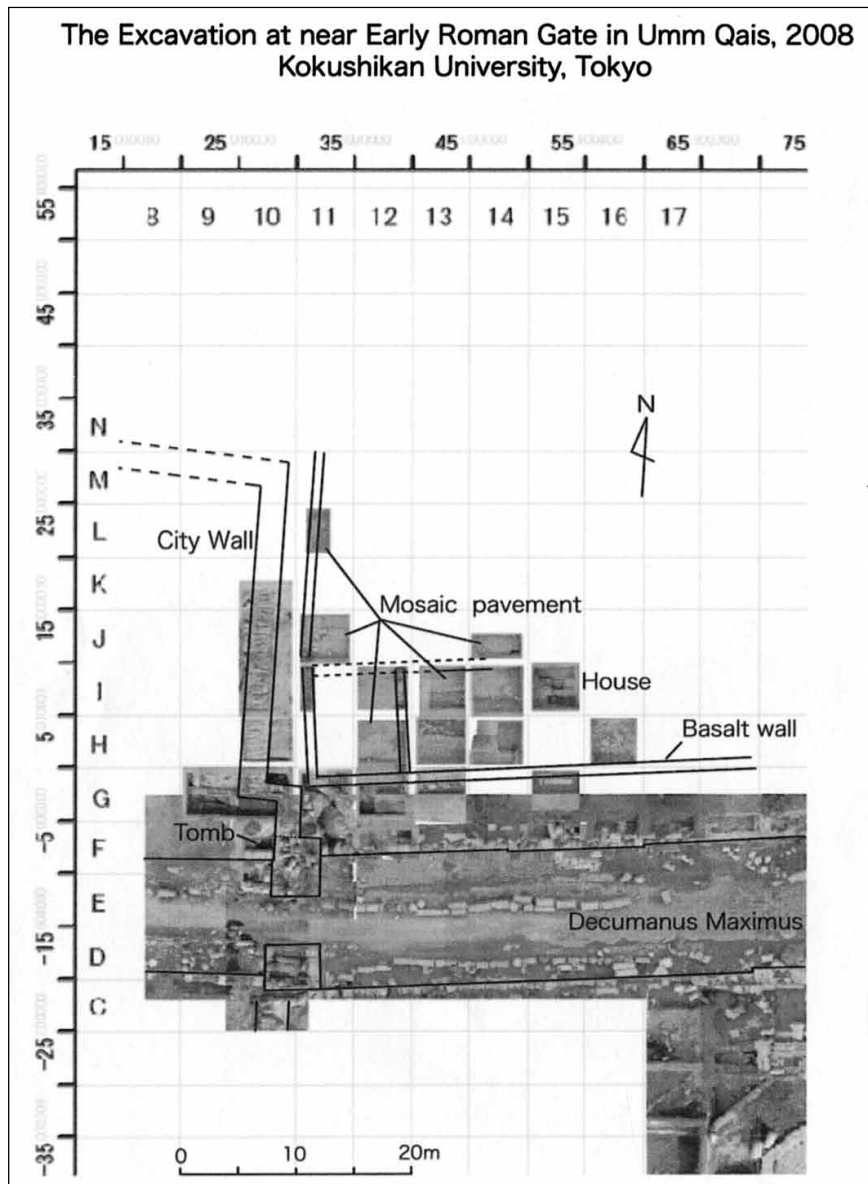 The Excavation at near Early Roman Gate in Umm Qais, 2008
Kokushikan University, Tokyo
15 25 35 45 55 65 75
8 9 10 11 12 13 14 15 16 17
55
45
35
25
15
5
-5
-15
-25
-35
N
M
L
K
J
I
H
G
F
E
D
C
N
City Wall
Mosaic pavement
House
Basalt wall
Tomb
Decumanus Maximus
0 10 20m